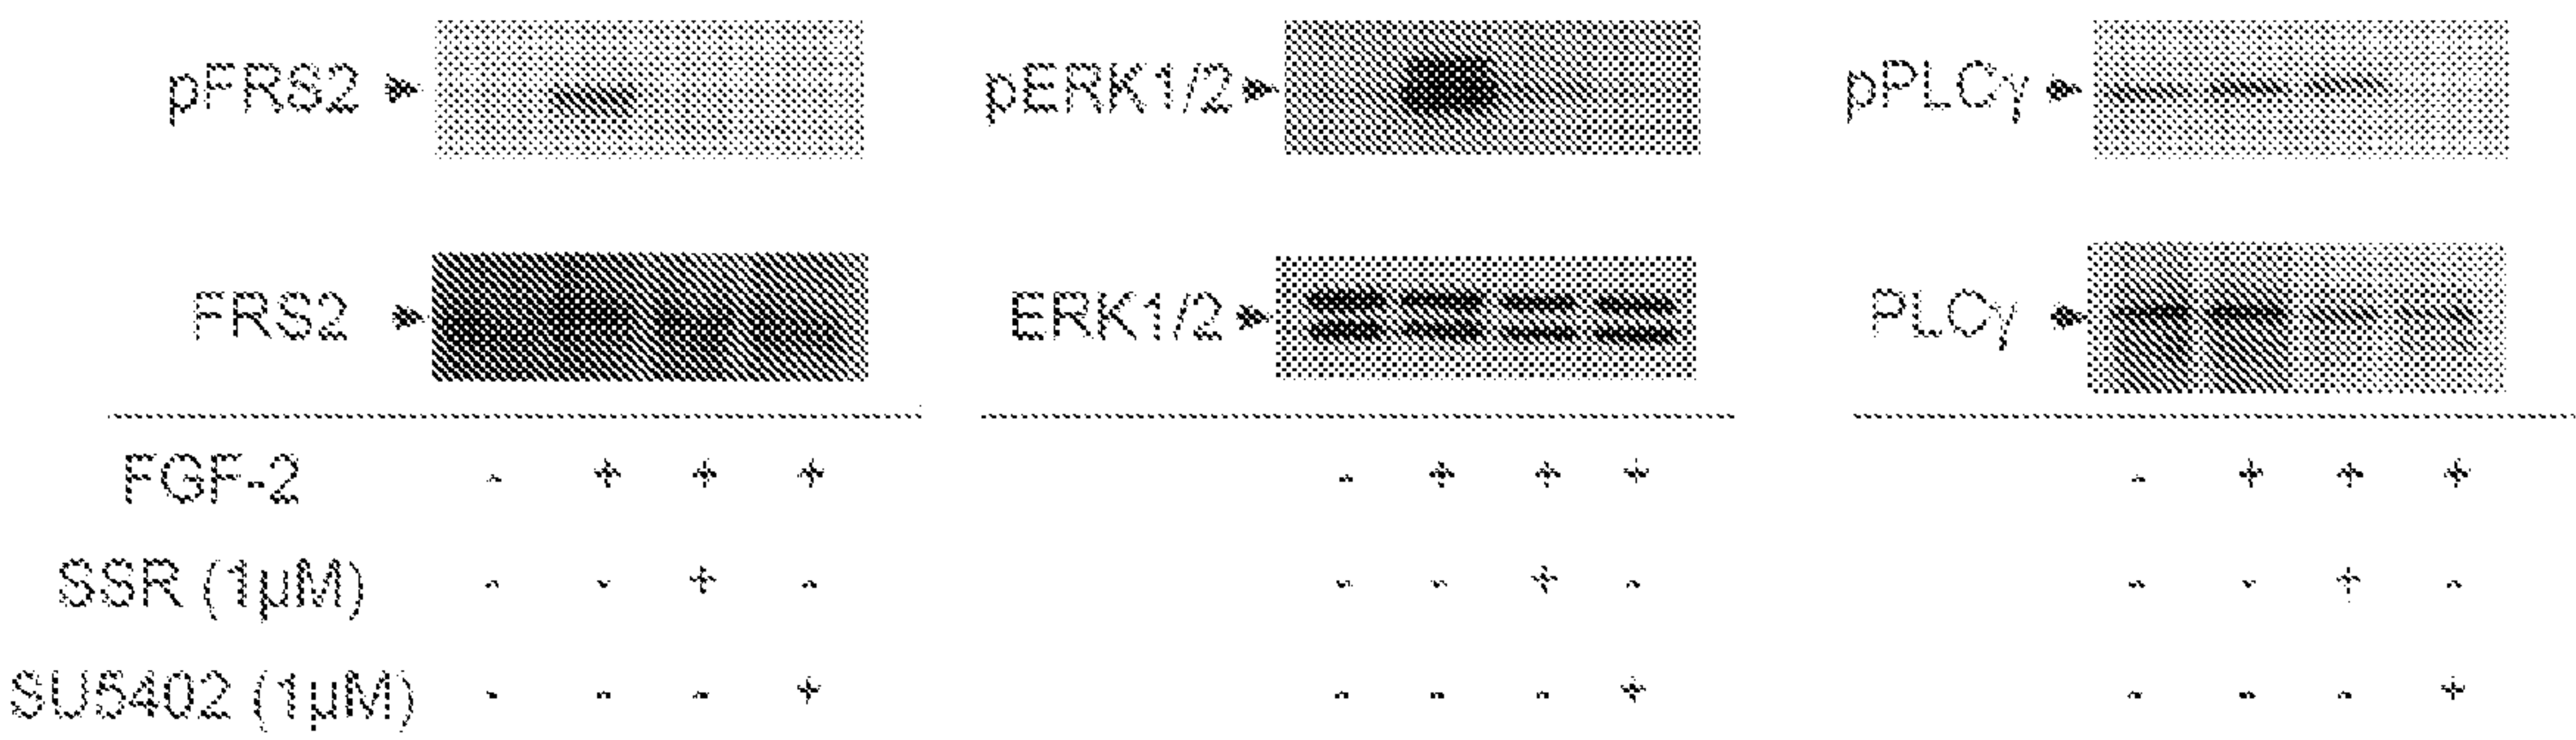 pFRS2 pERK1/2 pPLCγ
FRS2 ERK1/2 PLCγ
FGF-2 - + + + - + + + - + + +
SSR (1µM) - - + - - - + - - - + -
SU5402 (1µM) - - - + - - - + - - - +